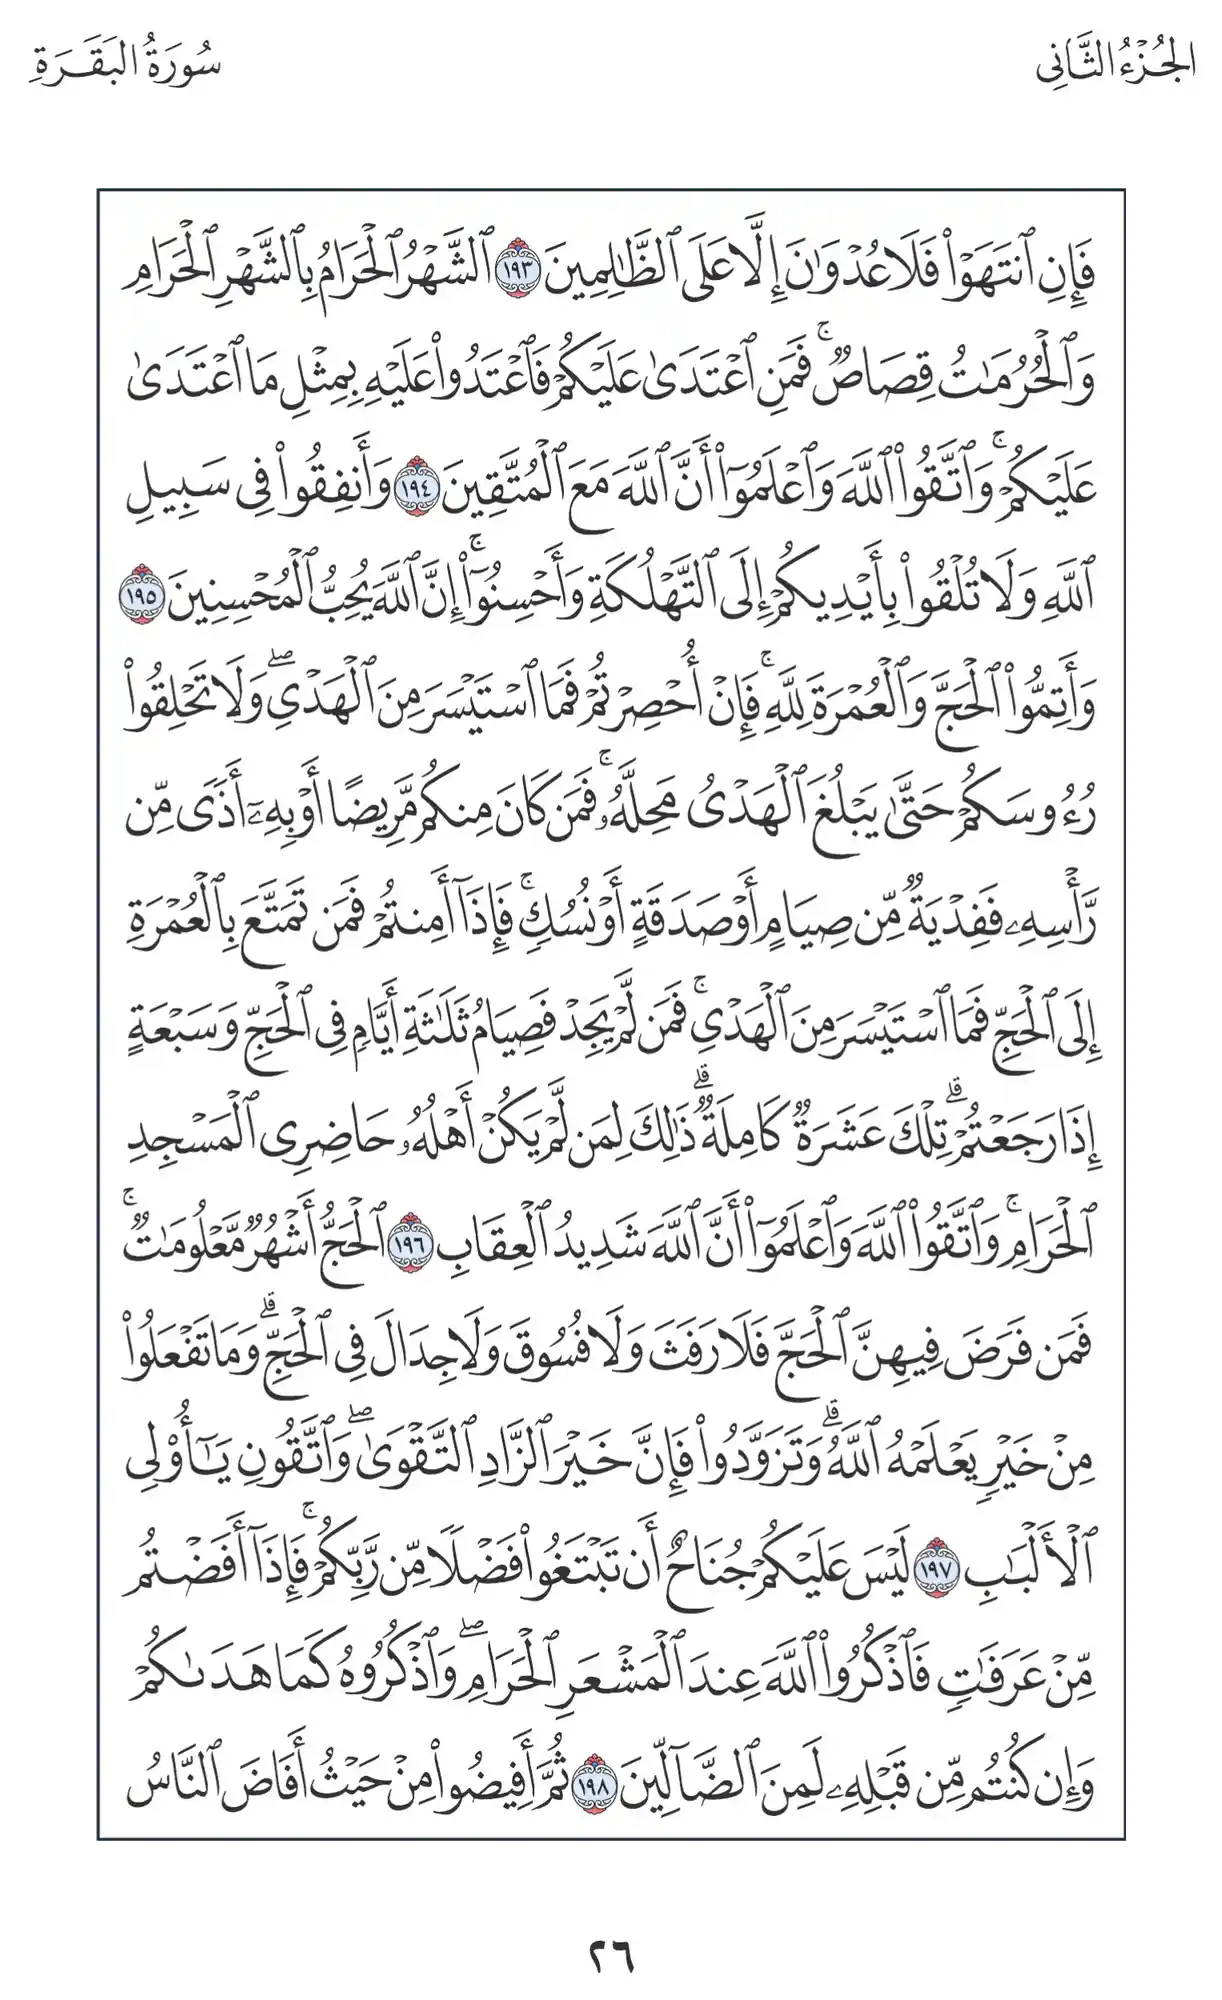 الجُزْءُ الثَّانِي
سُورَةُ البَقَرَةِ
فَإِنِ ٱنتَهَوْا۟ فَلَا عُدْوَٰنَ إِلَّا عَلَى ٱلظَّـٰلِمِينَ ١٩٣ ٱلشَّهْرُ ٱلْحَرَامُ بِٱلشَّهْرِ ٱلْحَرَامِ
وَٱلْحُرُمَـٰتُ قِصَاصٌ ۚ فَمَنِ ٱعْتَدَىٰ عَلَيْكُمْ فَٱعْتَدُوا۟ عَلَيْهِ بِمِثْلِ مَا ٱعْتَدَىٰ
عَلَيْكُمْ ۚ وَٱتَّقُوا۟ ٱللَّهَ وَٱعْلَمُوٓا۟ أَنَّ ٱللَّهَ مَعَ ٱلْمُتَّقِينَ ١٩٤ وَأَنفِقُوا۟ فِى سَبِيلِ
ٱللَّهِ وَلَا تُلْقُوا۟ بِأَيْدِيكُمْ إِلَى ٱلتَّهْلُكَةِ وَأَحْسِنُوٓا۟ ۚ إِنَّ ٱللَّهَ يُحِبُّ ٱلْمُحْسِنِينَ ١٩٥
وَأَتِمُّوا۟ ٱلْحَجَّ وَٱلْعُمْرَةَ لِلَّهِ ۚ فَإِنْ أُحْصِرْتُمْ فَمَا ٱسْتَيْسَرَ مِنَ ٱلْهَدْىِ ۖ وَلَا تَحْلِقُوا۟
رُءُوسَكُمْ حَتَّىٰ يَبْلُغَ ٱلْهَدْىُ مَحِلَّهُۥ ۚ فَمَن كَانَ مِنكُم مَّرِيضًا أَوْ بِهِۦٓ أَذًى مِّن
رَّأْسِهِۦ فَفِدْيَةٌ مِّن صِيَامٍ أَوْ صَدَقَةٍ أَوْ نُسُكٍ ۚ فَإِذَآ أَمِنتُمْ فَمَن تَمَتَّعَ بِٱلْعُمْرَةِ
إِلَى ٱلْحَجِّ فَمَا ٱسْتَيْسَرَ مِنَ ٱلْهَدْىِ ۚ فَمَن لَّمْ يَجِدْ فَصِيَامُ ثَلَـٰثَةِ أَيَّامٍ فِى ٱلْحَجِّ وَسَبْعَةٍ
إِذَا رَجَعْتُمْ ۗ تِلْكَ عَشَرَةٌ كَامِلَةٌ ۗ ذَٰلِكَ لِمَن لَّمْ يَكُنْ أَهْلُهُۥ حَاضِرِى ٱلْمَسْجِدِ
ٱلْحَرَامِ ۚ وَٱتَّقُوا۟ ٱللَّهَ وَٱعْلَمُوٓا۟ أَنَّ ٱللَّهَ شَدِيدُ ٱلْعِقَابِ ١٩٦ ٱلْحَجُّ أَشْهُرٌ مَّعْلُومَـٰتٌ ۚ
فَمَن فَرَضَ فِيهِنَّ ٱلْحَجَّ فَلَا رَفَثَ وَلَا فُسُوقَ وَلَا جِدَالَ فِى ٱلْحَجِّ ۗ وَمَا تَفْعَلُوا۟
مِنْ خَيْرٍ يَعْلَمْهُ ٱللَّهُ ۗ وَتَزَوَّدُوا۟ فَإِنَّ خَيْرَ ٱلزَّادِ ٱلتَّقْوَىٰ ۖ وَٱتَّقُونِ يَـٰٓأُو۟لِى
ٱلْأَلْبَـٰبِ ١٩٧ لَيْسَ عَلَيْكُمْ جُنَاحٌ أَن تَبْتَغُوا۟ فَضْلًا مِّن رَّبِّكُمْ ۚ فَإِذَآ أَفَضْتُم
مِّنْ عَرَفَـٰتٍ فَٱذْكُرُوا۟ ٱللَّهَ عِندَ ٱلْمَشْعَرِ ٱلْحَرَامِ ۖ وَٱذْكُرُوهُ كَمَا هَدَىٰكُمْ
وَإِن كُنتُم مِّن قَبْلِهِۦ لَمِنَ ٱلضَّآلِّينَ ١٩٨ ثُمَّ أَفِيضُوا۟ مِنْ حَيْثُ أَفَاضَ ٱلنَّاسُ
٢٦